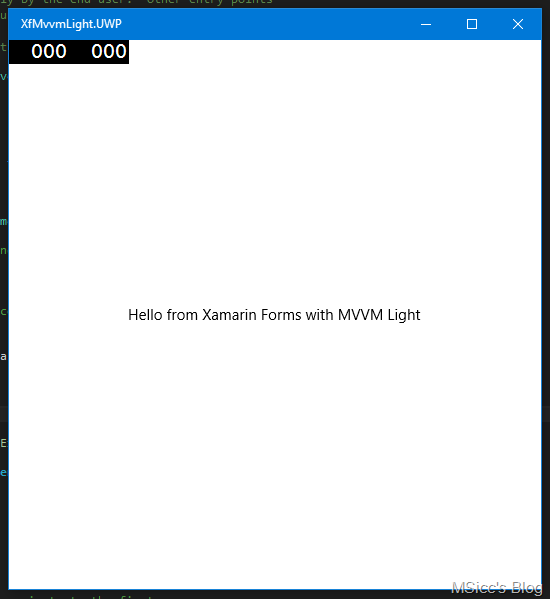 ly by the end user. Other entry points
XfMvvmLight.UWP
000 000
Hello from Xamarin Forms with MVVM Light
MSicc's Blog